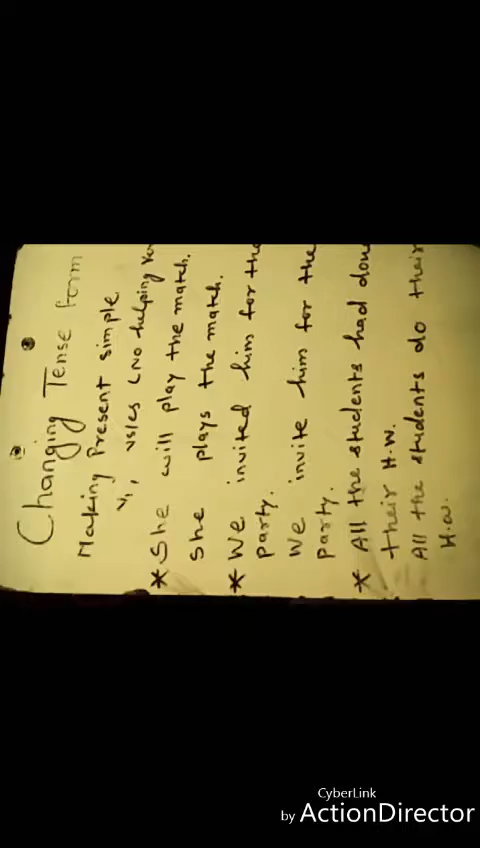 Changing Tense form
Making Present simple
V1, Vs/es (No helping
* She will play the match.
She plays the match.
* We invited him for the
party.
We invite him for the
party.
* All the students had done
their H.W.
All the students do their
H.W.
CyberLink
by ActionDirector